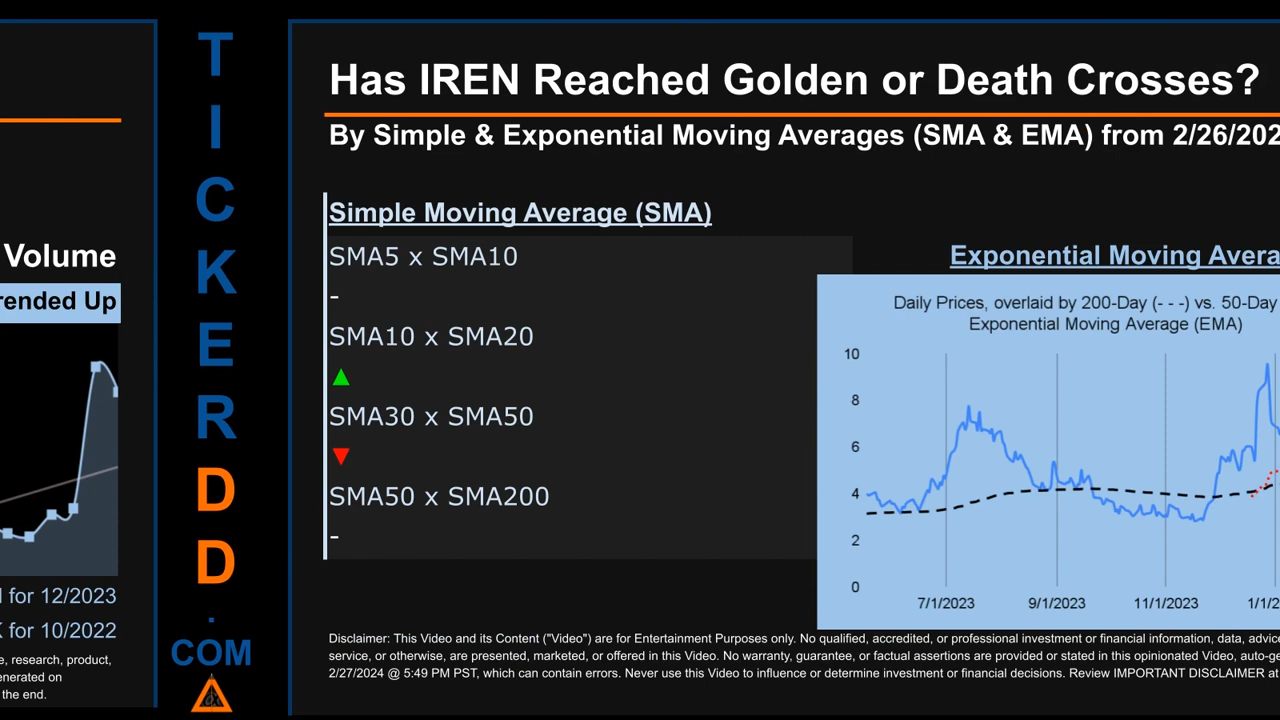 Volume
rended Up
for 12/2023
for 10/2022
e, research, product,
enerated on
the end.
TICKERDD
.
COM
Has IREN Reached Golden or Death Crosses?
By Simple & Exponential Moving Averages (SMA & EMA) from 2/26/202
Simple Moving Average (SMA)
SMA5 x SMA10
-
SMA10 x SMA20
▲
SMA30 x SMA50
▼
SMA50 x SMA200
-
Exponential Moving Avera
Daily Prices, overlaid by 200-Day (- - -) vs. 50-Day
Exponential Moving Average (EMA)
10
8
6
4
2
0
7/1/2023 9/1/2023 11/1/2023 1/1/2
Disclaimer: This Video and its Content ("Video") are for Entertainment Purposes only. No qualified, accredited, or professional investment or financial information, data, advice
service, or otherwise, are presented, marketed, or offered in this Video. No warranty, guarantee, or factual assertions are provided or stated in this opinionated Video, auto-ge
2/27/2024 @ 5:49 PM PST, which can contain errors. Never use this Video to influence or determine investment or financial decisions. Review IMPORTANT DISCLAIMER at